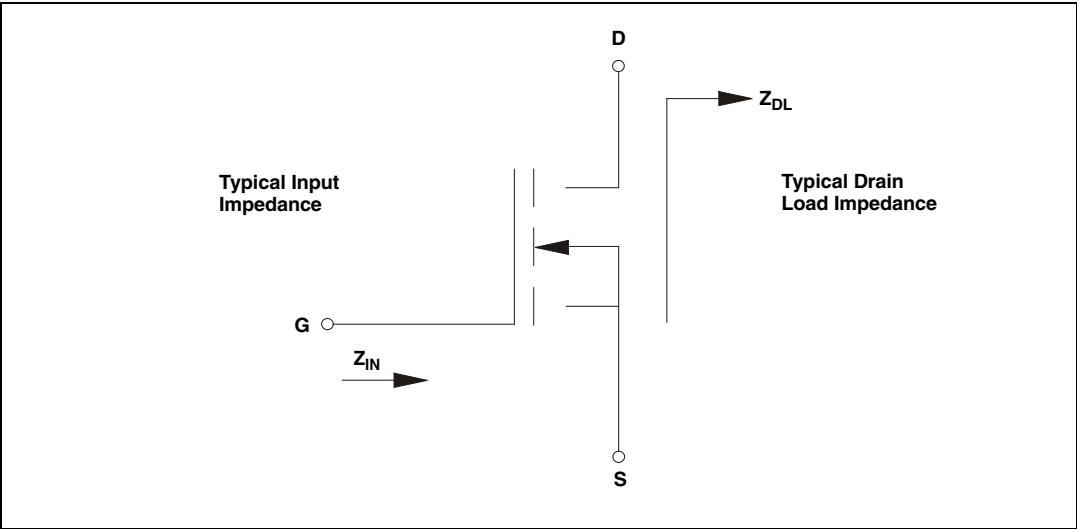 D
Z_DL
Typical Input
Impedance
Typical Drain
Load Impedance
G
Z_IN
S